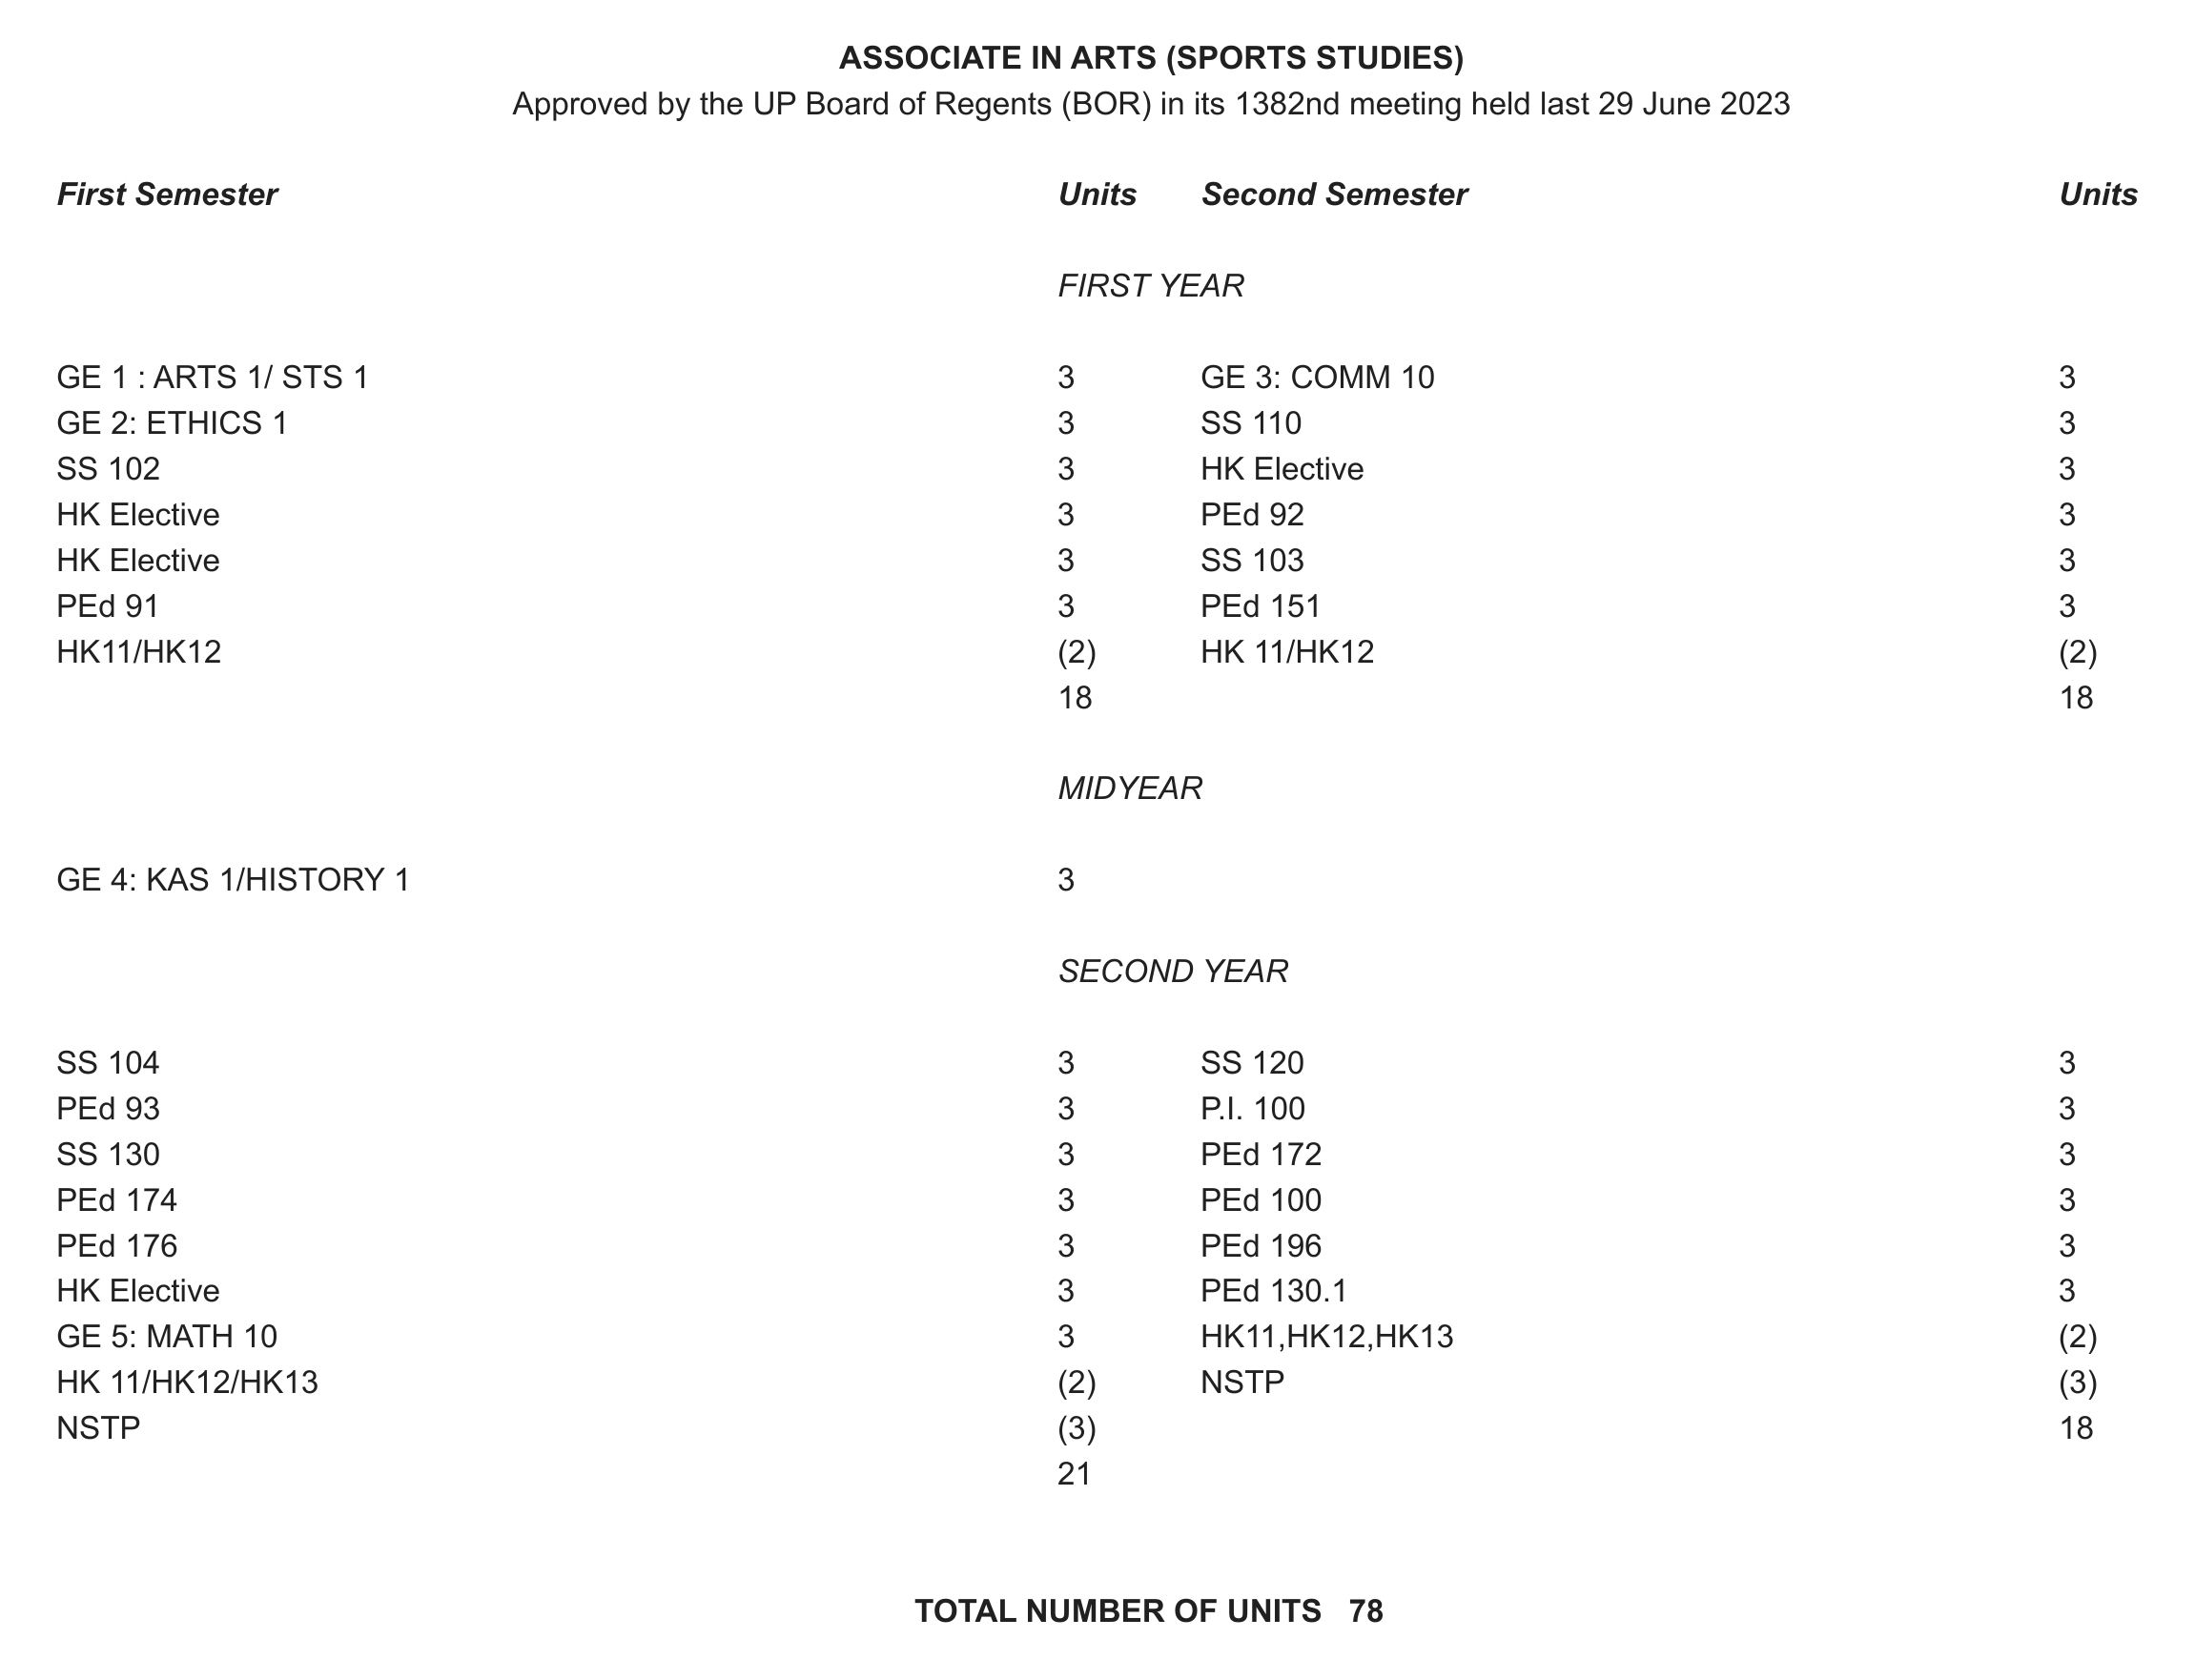 ASSOCIATE IN ARTS (SPORTS STUDIES)
Approved by the UP Board of Regents (BOR) in its 1382nd meeting held last 29 June 2023
First Semester Units Second Semester Units
FIRST YEAR
GE 1 : ARTS 1/ STS 1 3 GE 3: COMM 10 3
GE 2: ETHICS 1 3 SS 110 3
SS 102 3 HK Elective 3
HK Elective 3 PEd 92 3
HK Elective 3 SS 103 3
PEd 91 3 PEd 151 3
HK11/HK12 (2) HK 11/HK12 (2)
18 18
MIDYEAR
GE 4: KAS 1/HISTORY 1 3
SECOND YEAR
SS 104 3 SS 120 3
PEd 93 3 P.I. 100 3
SS 130 3 PEd 172 3
PEd 174 3 PEd 100 3
PEd 176 3 PEd 196 3
HK Elective 3 PEd 130.1 3
GE 5: MATH 10 3 HK11,HK12,HK13 (2)
HK 11/HK12/HK13 (2) NSTP (3)
NSTP (3) 18
21
TOTAL NUMBER OF UNITS 78